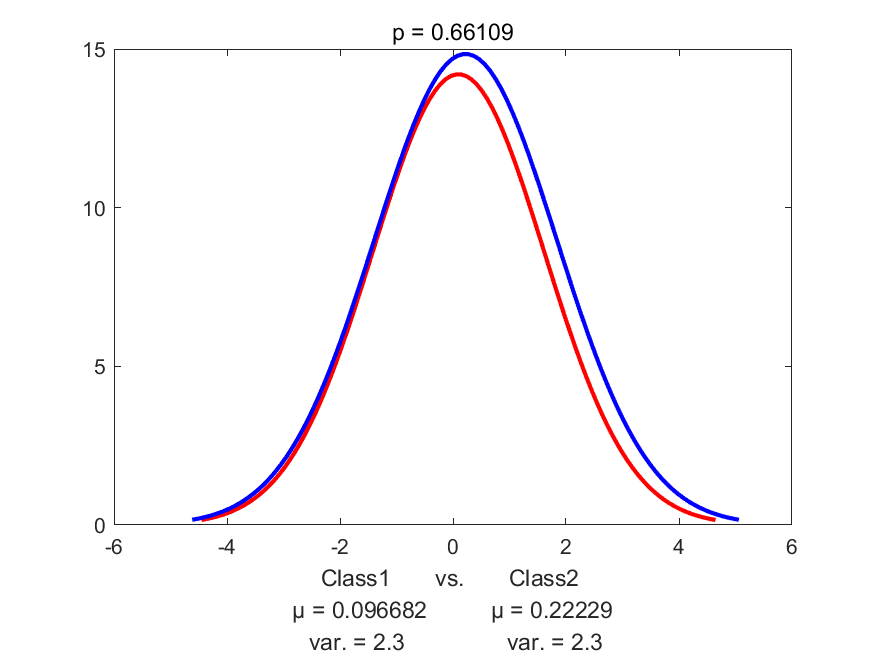 p = 0.66109
15
10
5
0
-6 -4 -2 0 2 4 6
Class1 vs. Class2
μ = 0.096682 μ = 0.22229
var. = 2.3 var. = 2.3